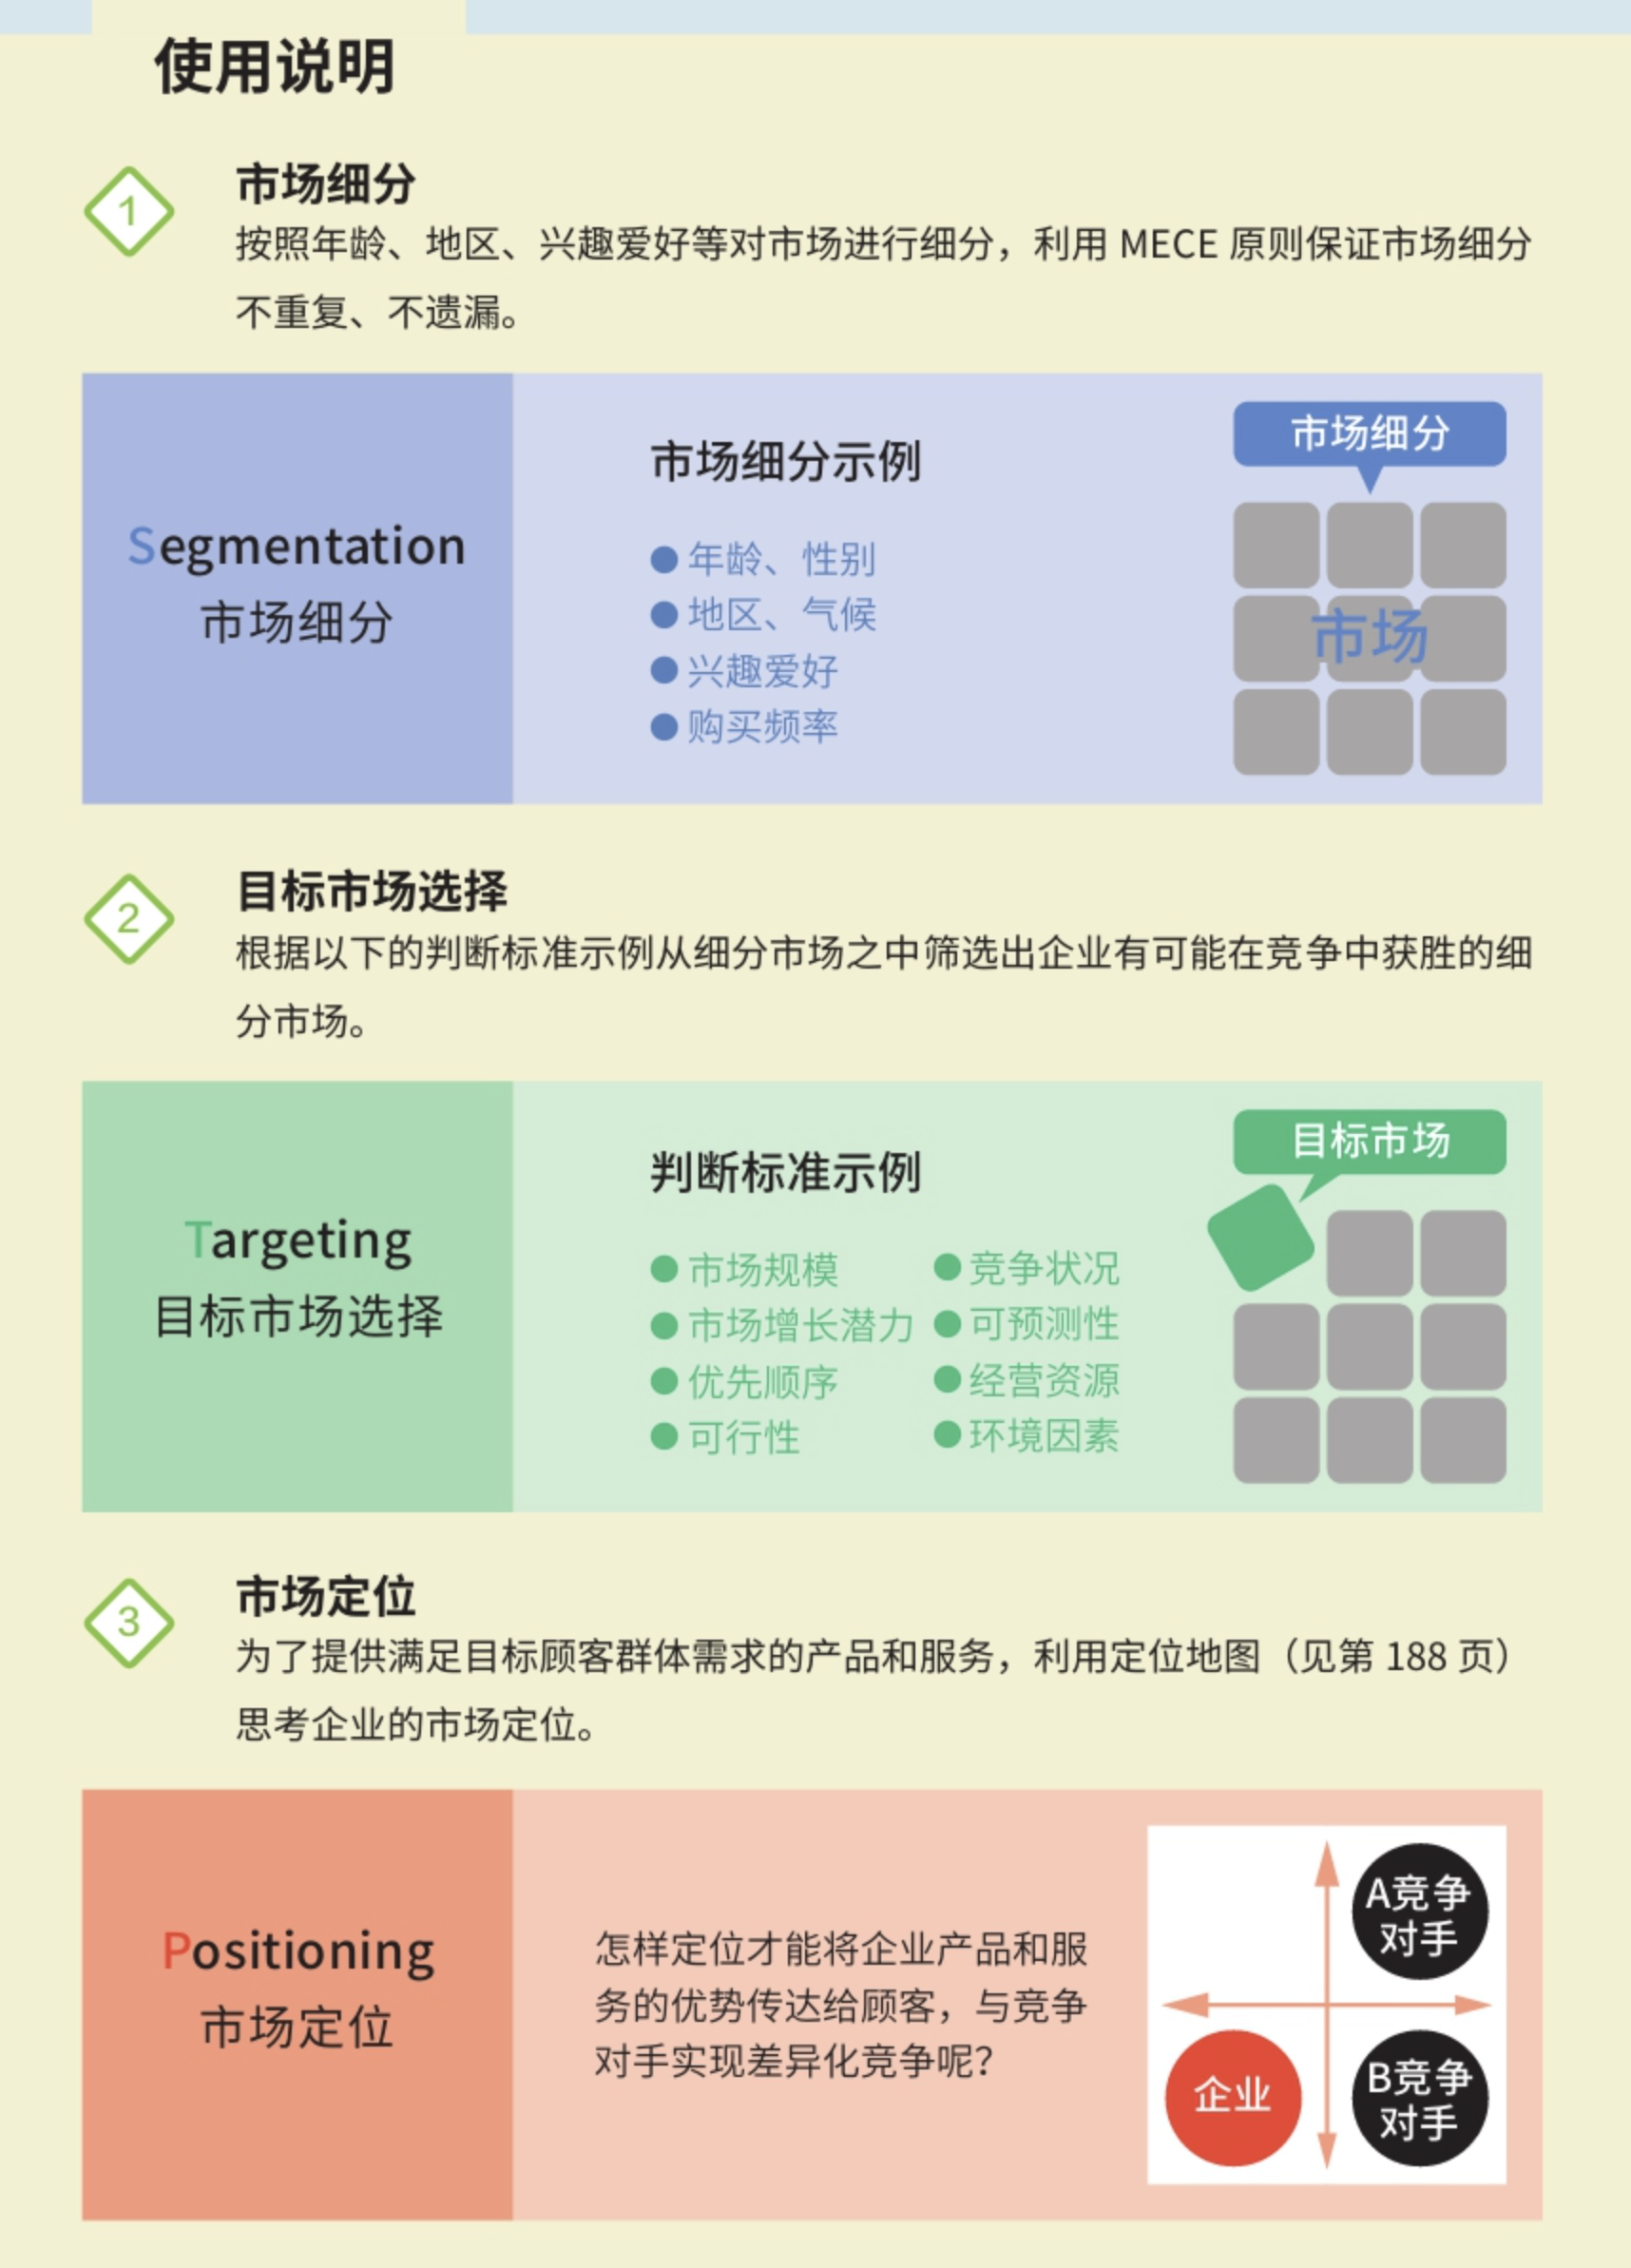 使用说明
1
市场细分
按照年龄、地区、兴趣爱好等对市场进行细分，利用 MECE 原则保证市场细分
不重复、不遗漏。
Segmentation
市场细分
市场细分示例
●年龄、性别
●地区、气候
●兴趣爱好
●购买频率
市场细分
市场
2
目标市场选择
根据以下的判断标准示例从细分市场之中筛选出企业有可能在竞争中获胜的细
分市场。
Targeting
目标市场选择
判断标准示例
●市场规模
●市场增长潜力
●优先顺序
●可行性
●竞争状况
●可预测性
●经营资源
●环境因素
目标市场
3
市场定位
为了提供满足目标顾客群体需求的产品和服务，利用定位地图（见第 188 页）
思考企业的市场定位。
Positioning
市场定位
怎样定位才能将企业产品和服
务的优势传达给顾客，与竞争
对手实现差异化竞争呢？
A竞争
对手
企业
B竞争
对手